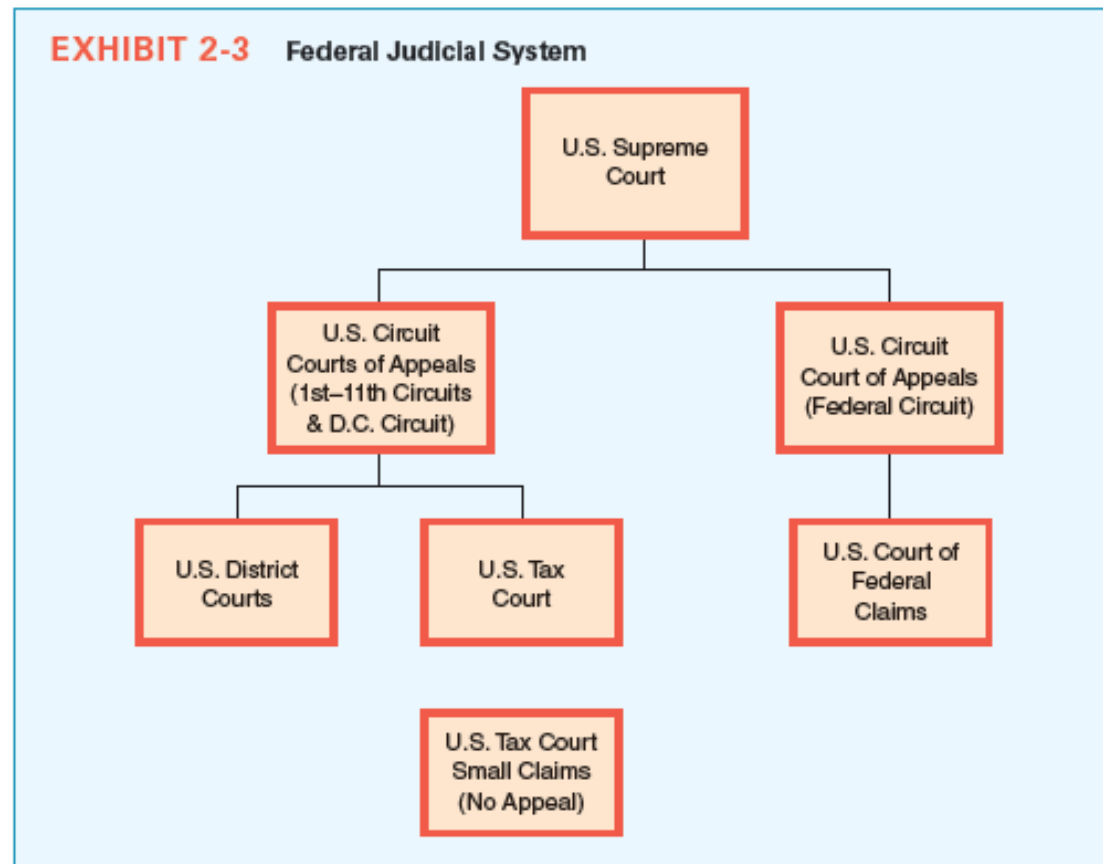 EXHIBIT 2-3 Federal Judicial System
U.S. Supreme
Court
U.S. Circuit
Courts of Appeals
(1st–11th Circuits
& D.C. Circuit)
U.S. Circuit
Court of Appeals
(Federal Circuit)
U.S. District
Courts
U.S. Tax
Court
U.S. Court of
Federal
Claims
U.S. Tax Court
Small Claims
(No Appeal)